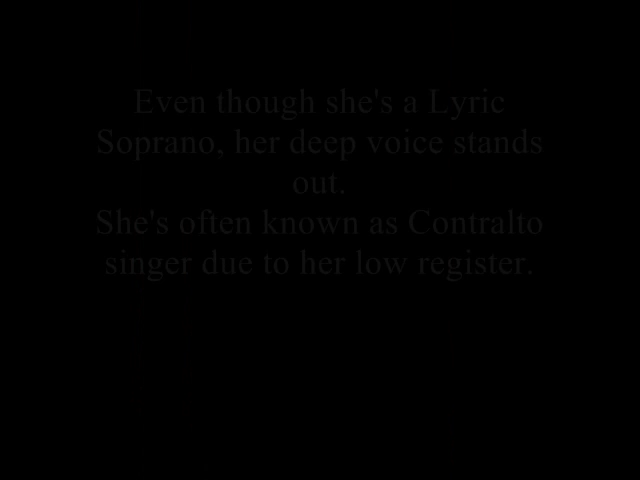 Even though she's a Lyric
Soprano, her deep voice stands
out.
She's often known as Contralto
singer due to her low register.